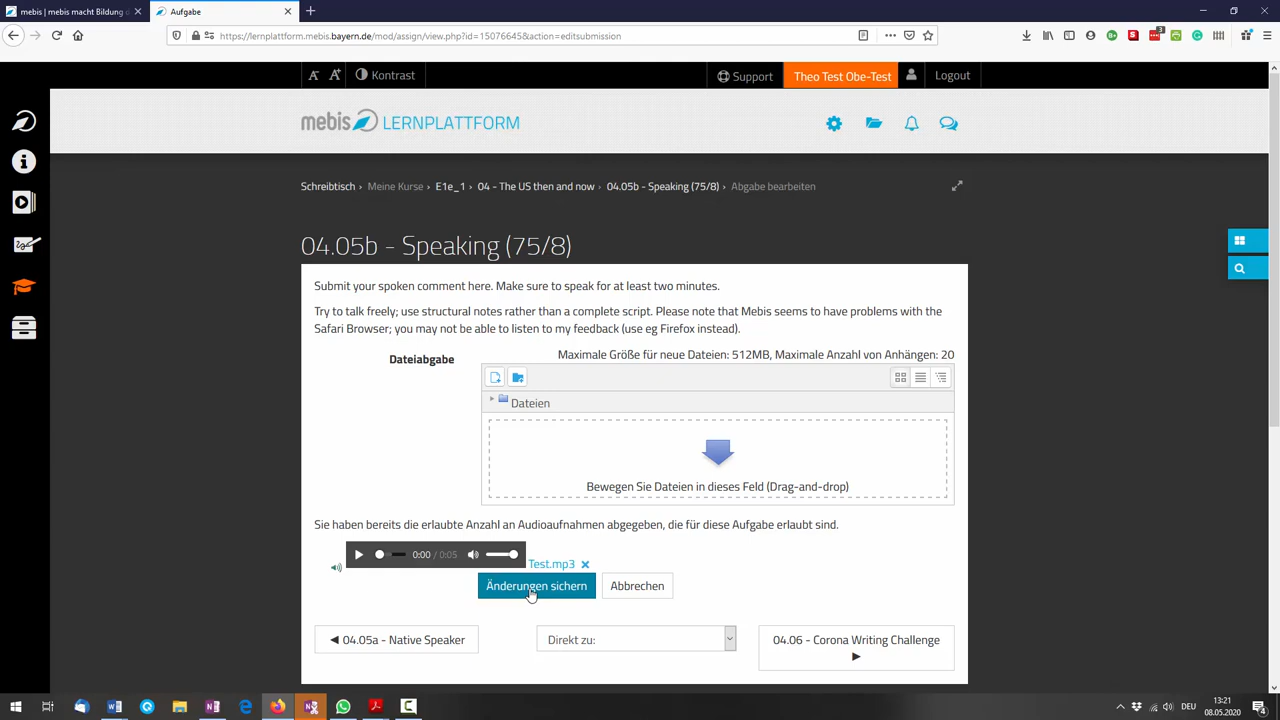 mebis | mebis macht Bildung d
Aufgabe
https://lernplattform.mebis.bayern.de/mod/assign/view.php?id=15076645&action=editsubmission
A A Kontrast
Support
Theo Test Obe-Test
Logout
mebis LERNPLATTFORM
Schreibtisch › Meine Kurse › E1e_1 › 04 - The US then and now › 04.05b - Speaking (75/8) › Abgabe bearbeiten
04.05b - Speaking (75/8)
Submit your spoken comment here. Make sure to speak for at least two minutes.
Try to talk freely; use structural notes rather than a complete script. Please note that Mebis seems to have problems with the
Safari Browser; you may not be able to listen to my feedback (use eg Firefox instead).
Dateiabgabe
Maximale Größe für neue Dateien: 512MB, Maximale Anzahl von Anhängen: 20
Dateien
Bewegen Sie Dateien in dieses Feld (Drag-and-drop)
Sie haben bereits die erlaubte Anzahl an Audioaufnahmen abgegeben, die für diese Aufgabe erlaubt sind.
0:00 / 0:05
Test.mp3
Änderungen sichern
Abbrechen
◄ 04.05a - Native Speaker
Direkt zu:
04.06 - Corona Writing Challenge
►
DEU
13:21
08.05.2020